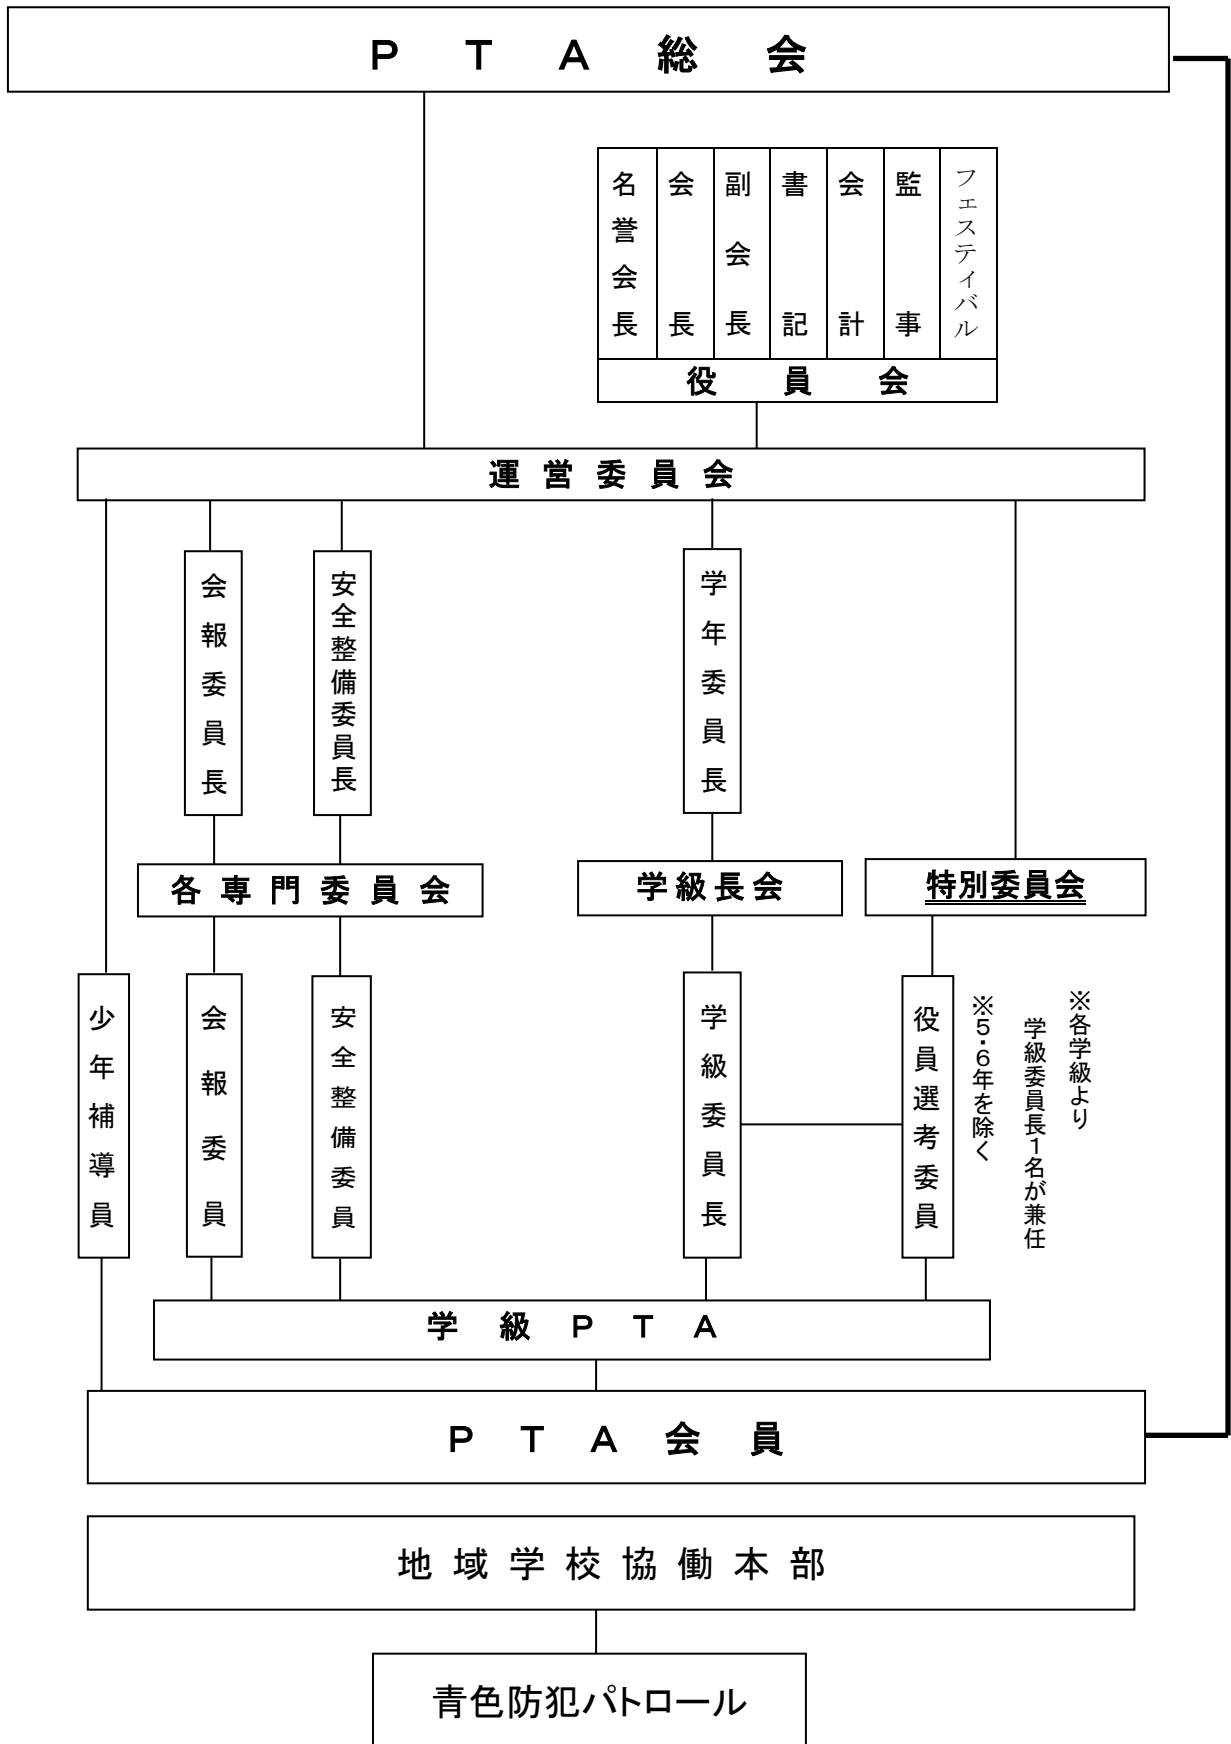 ＰＴＡ総会
名誉会長
会長
副会長
書記
会計
監事
フェスティバル
役員会
運営委員会
会報委員長
安全整備委員長
学年委員長
各専門委員会
学級長会
特別委員会
少年補導員
会報委員
安全整備委員
学級委員長
役員選考委員
※各学級より
学級委員長１名が兼任
※５・６年を除く
学級ＰＴＡ
ＰＴＡ会員
地域学校協働本部
青色防犯パトロール